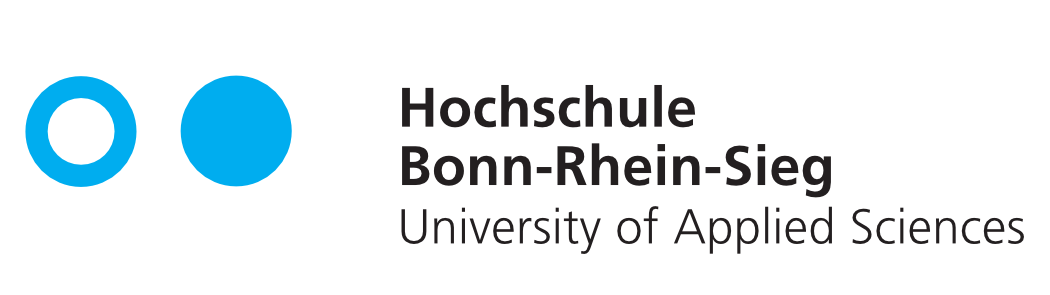 Hochschule
Bonn-Rhein-Sieg
University of Applied Sciences